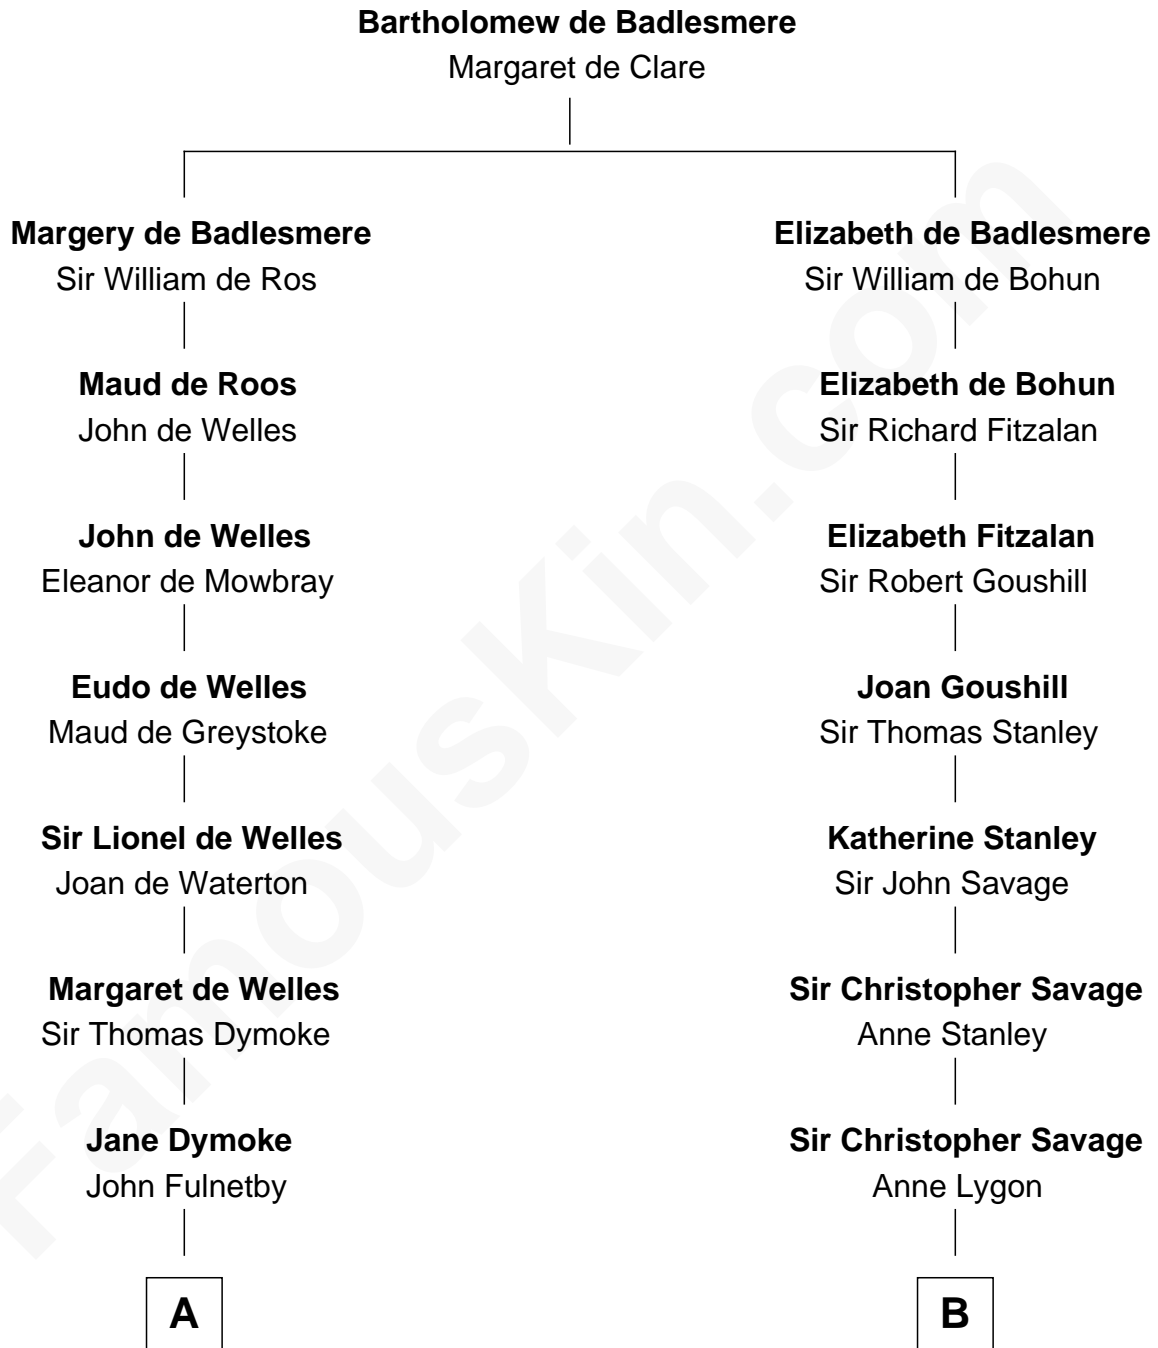 Bartholomew de Badlesmere
Margaret de Clare
Margery de Badlesmere
Sir William de Ros
Elizabeth de Badlesmere
Sir William de Bohun
Maud de Roos
John de Welles
Elizabeth de Bohun
Sir Richard Fitzalan
John de Welles
Eleanor de Mowbray
Elizabeth Fitzalan
Sir Robert Goushill
Eudo de Welles
Maud de Greystoke
Joan Goushill
Sir Thomas Stanley
Sir Lionel de Welles
Joan de Waterton
Katherine Stanley
Sir John Savage
Margaret de Welles
Sir Thomas Dymoke
Sir Christopher Savage
Anne Stanley
Jane Dymoke
John Fulnetby
Sir Christopher Savage
Anne Lygon
A
B
FamousKin.com